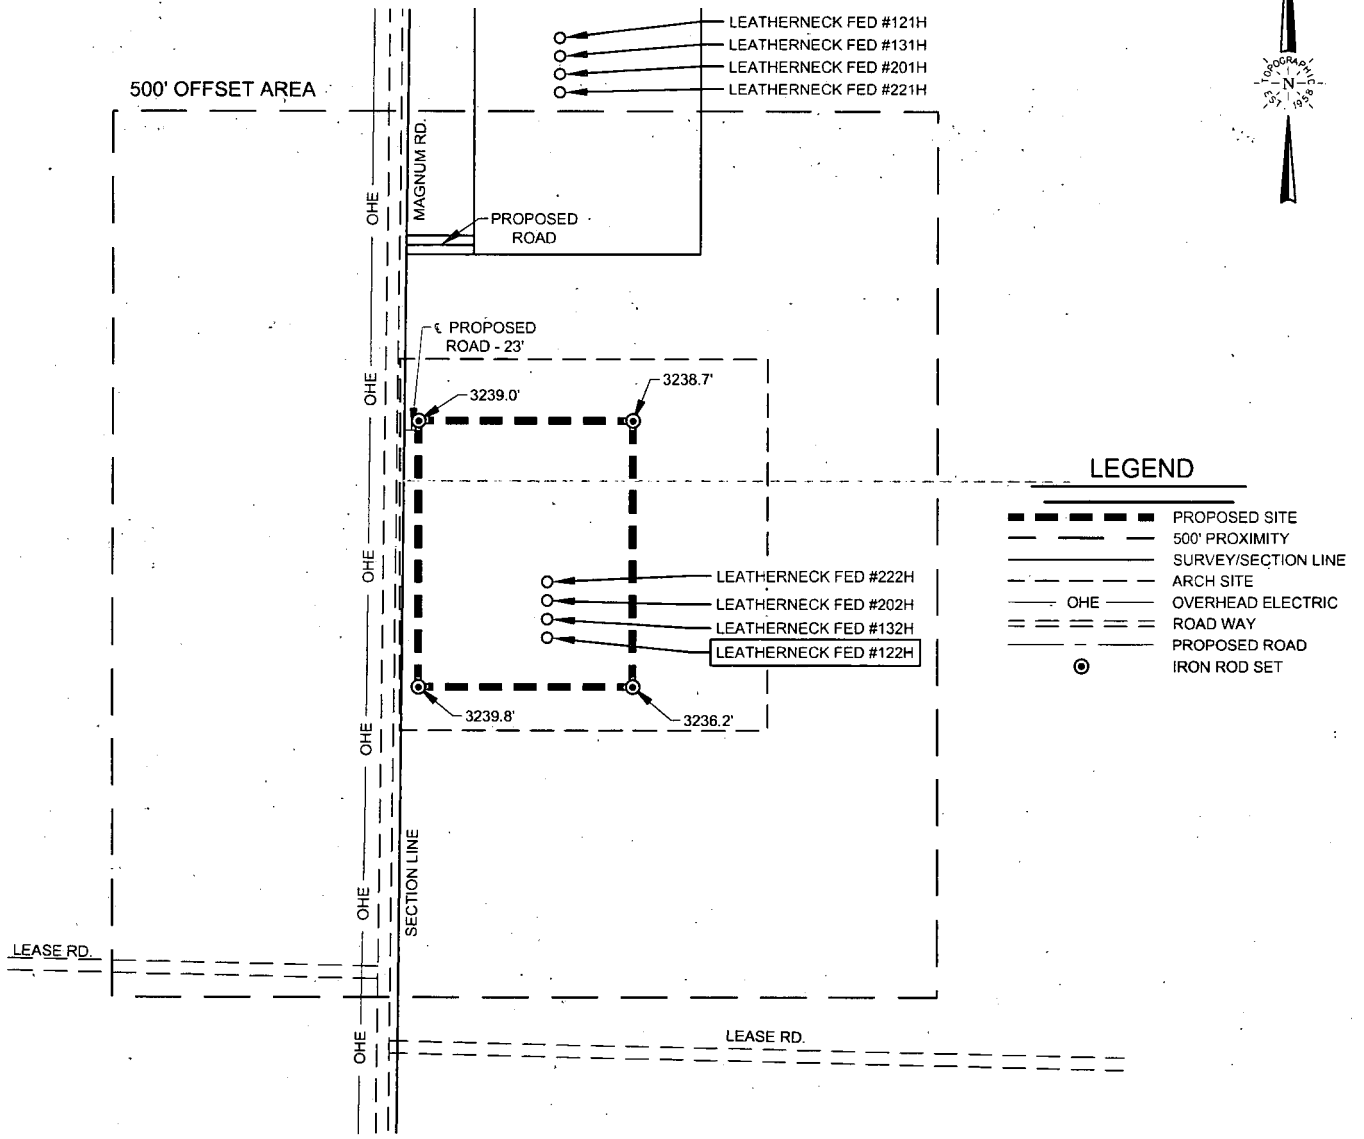 LEATHERNECK FED #121H
LEATHERNECK FED #131H
LEATHERNECK FED #201H
LEATHERNECK FED #221H
TOPOGRAPHIC
N
EST. 1958
500' OFFSET AREA
MAGNUM RD.
OHE
PROPOSED
ROAD
℄ PROPOSED
ROAD - 23'
OHE
3239.0'
3238.7'
LEGEND
PROPOSED SITE
500' PROXIMITY
SURVEY/SECTION LINE
ARCH SITE
OHE OVERHEAD ELECTRIC
ROAD WAY
PROPOSED ROAD
IRON ROD SET
OHE
LEATHERNECK FED #222H
LEATHERNECK FED #202H
LEATHERNECK FED #132H
LEATHERNECK FED #122H
3239.8'
3236.2'
OHE
SECTION LINE
OHE
LEASE RD.
OHE
LEASE RD.